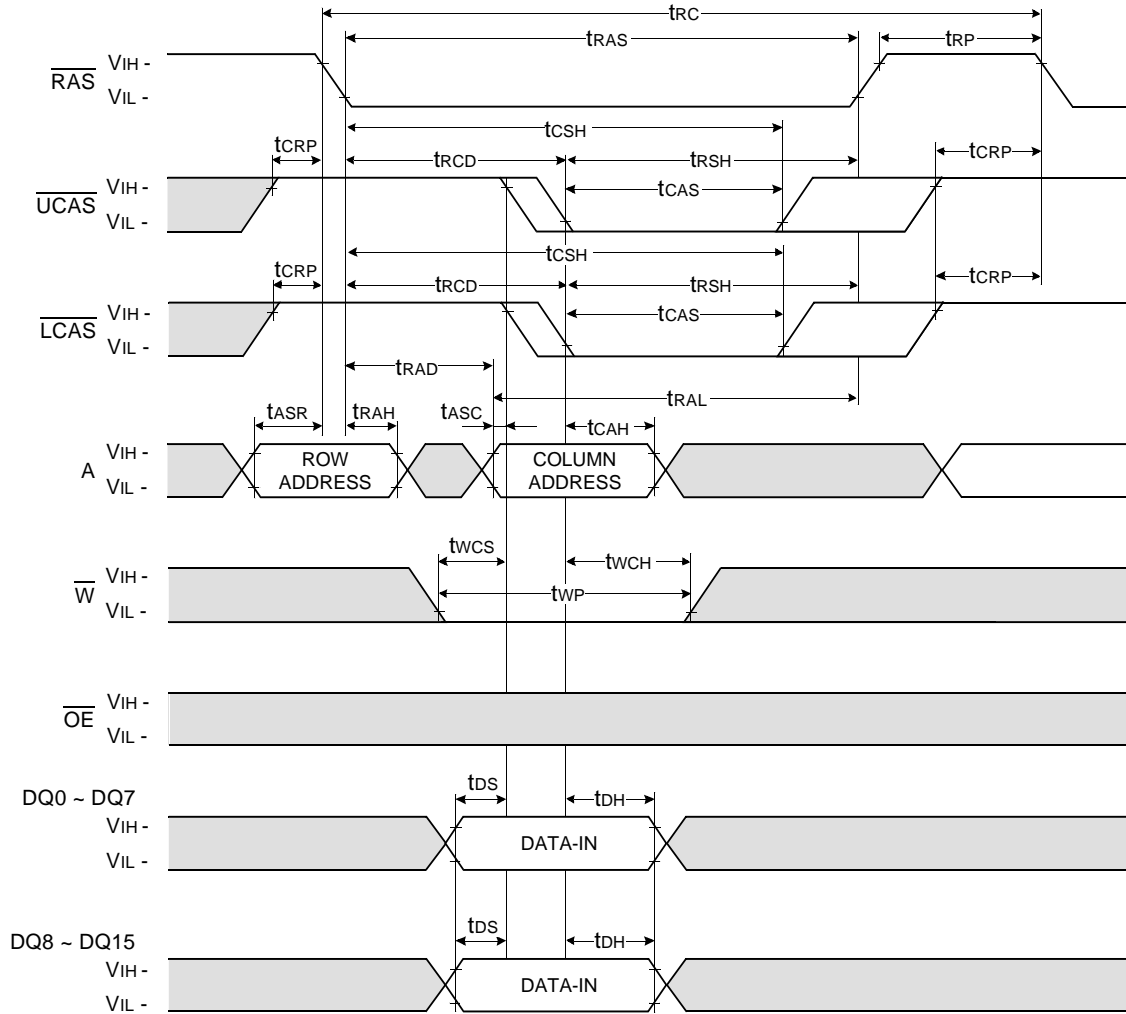 tRC
tRAS
tRP
RAS
VIH -
VIL -
tCSH
tCRP
tRCD
tRSH
tCRP
UCAS
VIH -
VIL -
tCAS
tCSH
tCRP
tRCD
tRSH
tCRP
LCAS
VIH -
VIL -
tCAS
tRAD
tRAL
tASR
tRAH
tASC
tCAH
A
VIH -
VIL -
ROW
ADDRESS
COLUMN
ADDRESS
tWCS
tWCH
W
VIH -
VIL -
tWP
OE
VIH -
VIL -
DQ0 ~ DQ7
tDS
tDH
VIH -
VIL -
DATA-IN
DQ8 ~ DQ15
tDS
tDH
VIH -
VIL -
DATA-IN